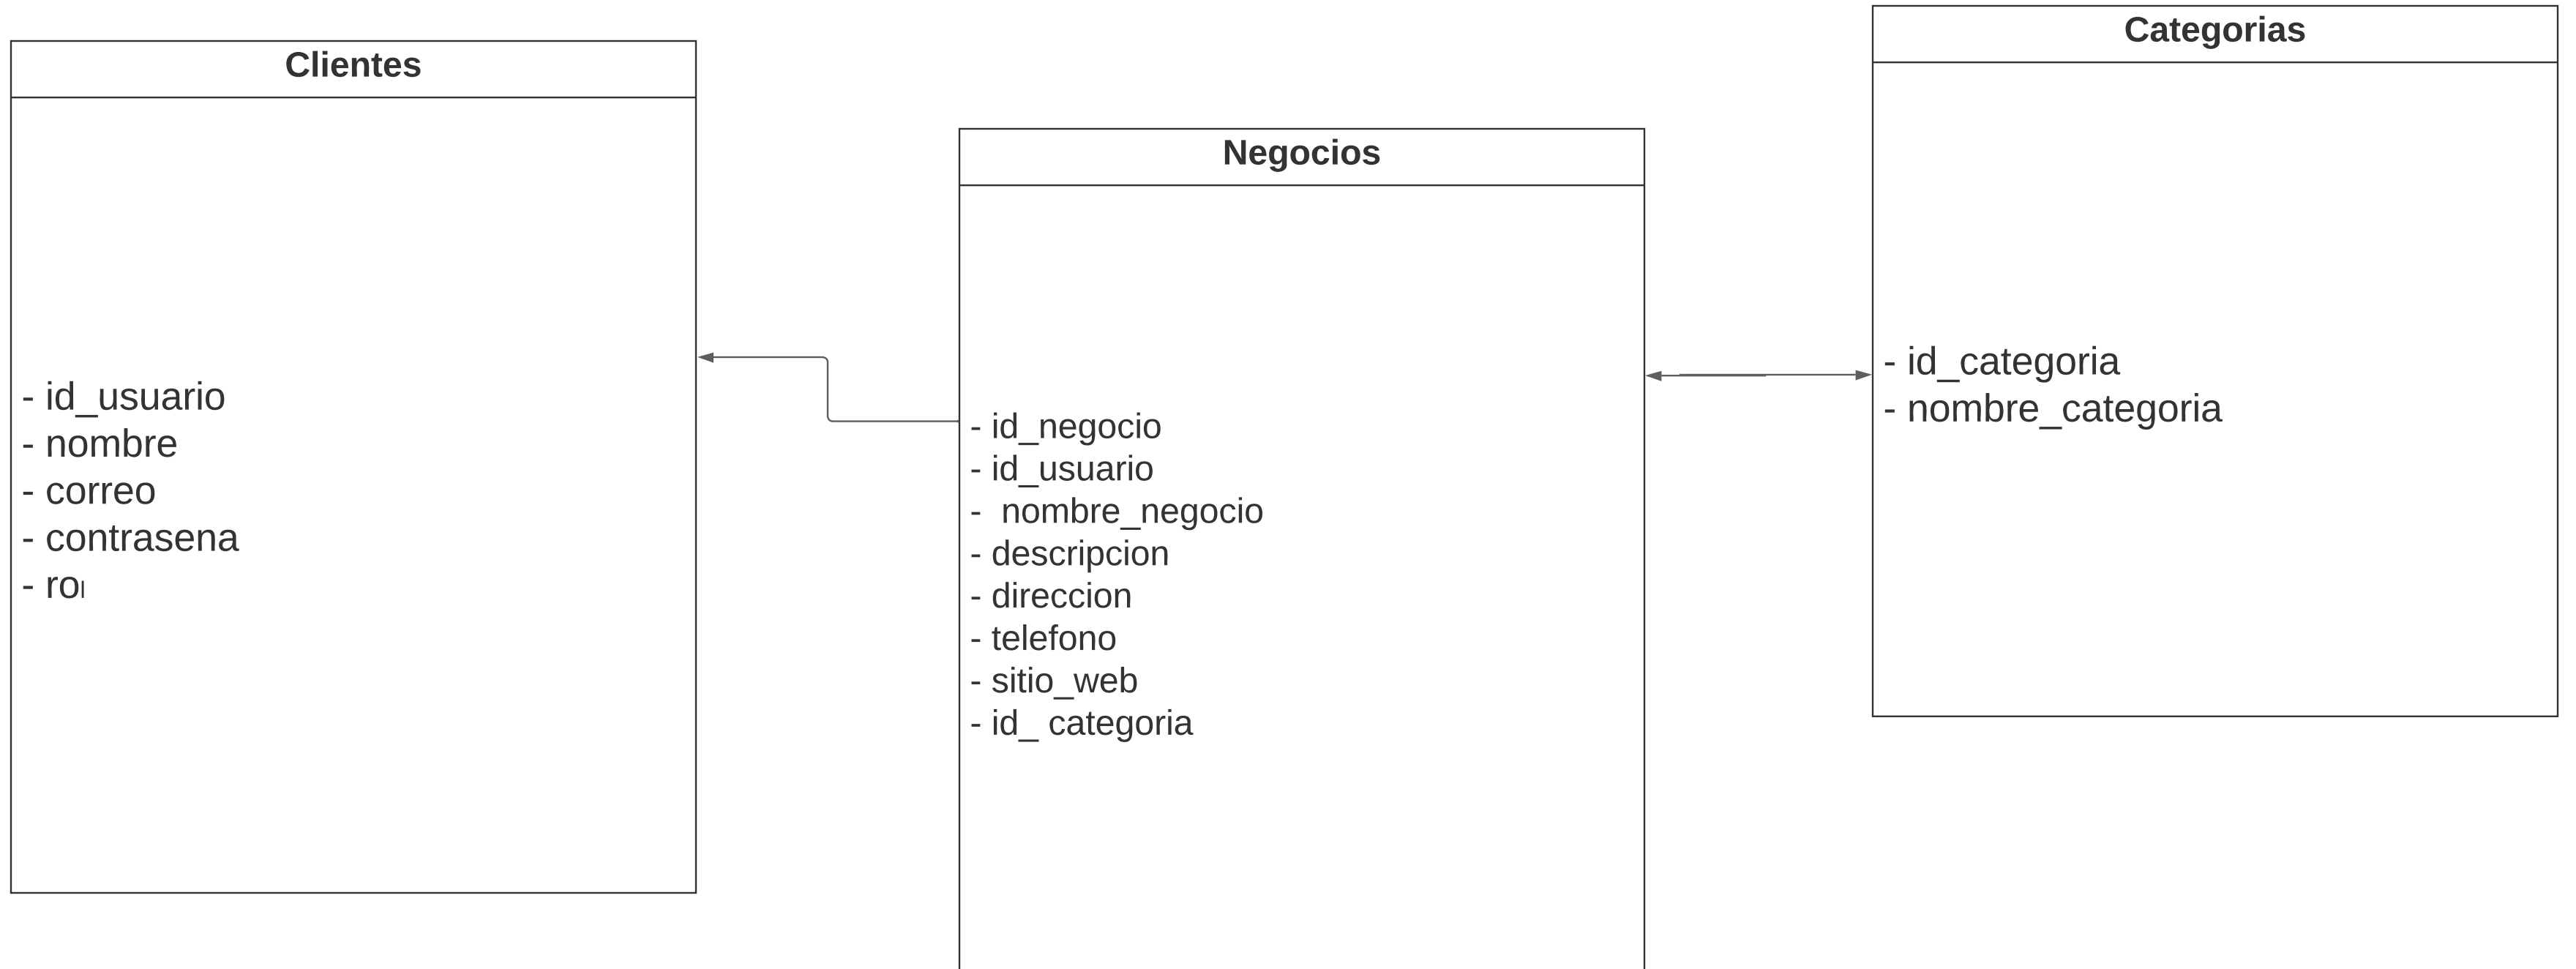 Clientes
- id_usuario
- nombre
- correo
- contrasena
- rol
Negocios
- id_negocio
- id_usuario
-  nombre_negocio
- descripcion
- direccion
- telefono
- sitio_web
- id_ categoria
Categorias
- id_categoria
- nombre_categoria